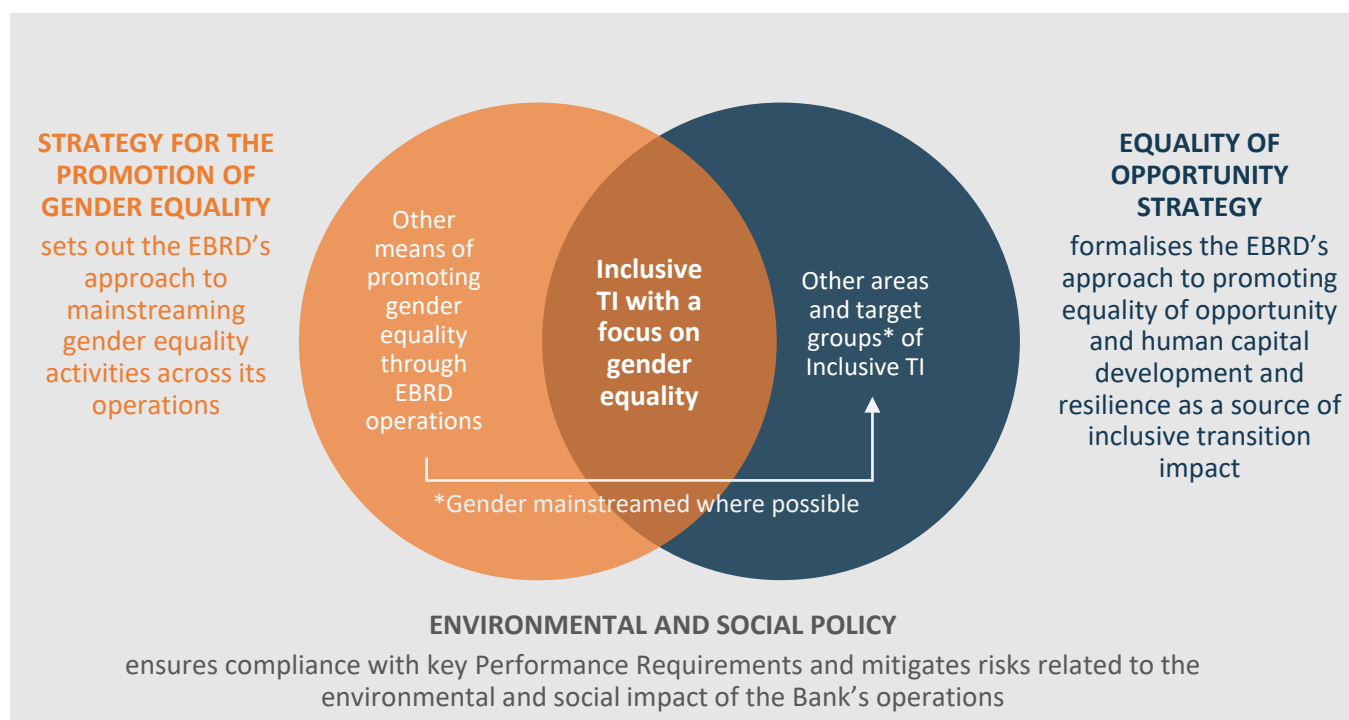 STRATEGY FOR THE
PROMOTION OF
GENDER EQUALITY
sets out the EBRD’s
approach to
mainstreaming
gender equality
activities across its
operations
Other
means of
promoting
gender
equality
through
EBRD
operations
Inclusive
TI with a
focus on
gender
equality
Other areas
and target
groups* of
Inclusive TI
*Gender mainstreamed where possible
EQUALITY OF
OPPORTUNITY
STRATEGY
formalises the EBRD’s
approach to promoting
equality of opportunity
and human capital
development and
resilience as a source of
inclusive transition
impact
ENVIRONMENTAL AND SOCIAL POLICY
ensures compliance with key Performance Requirements and mitigates risks related to the
environmental and social impact of the Bank’s operations